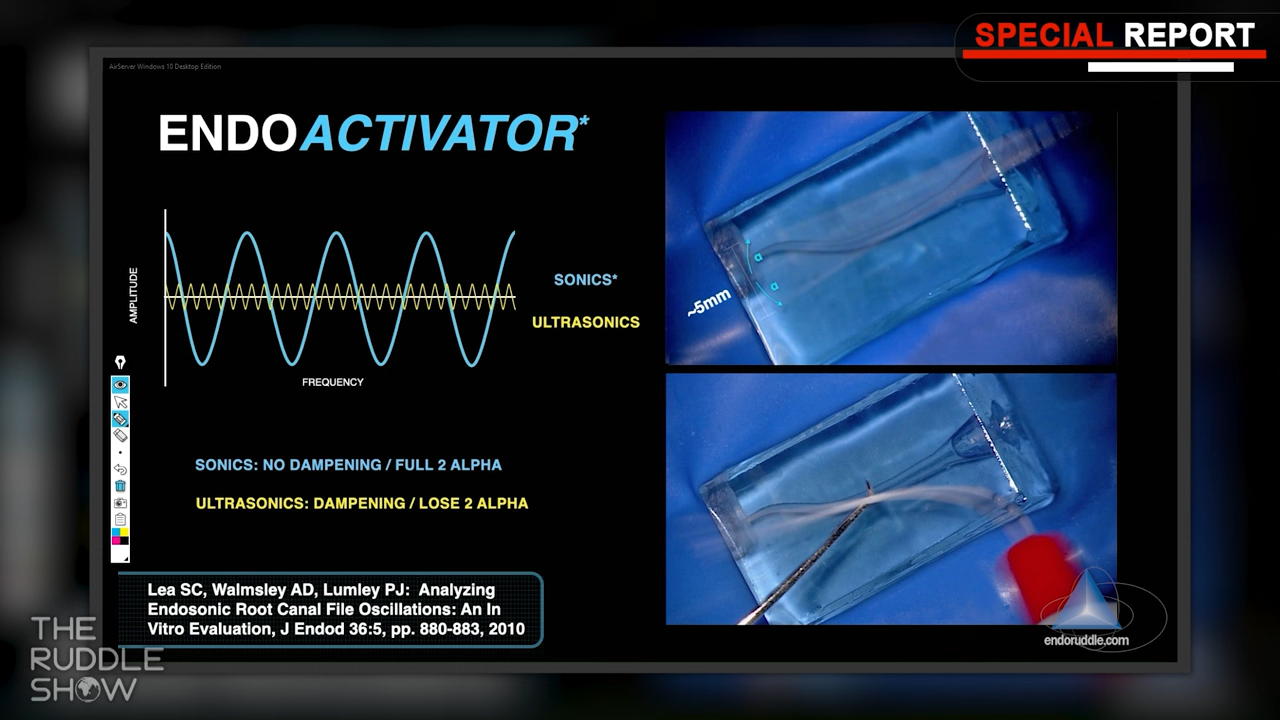 SPECIAL REPORT
AirServer Windows 10 Desktop Edition
ENDOACTIVATOR*
AMPLITUDE
SONICS*
ULTRASONICS
FREQUENCY
α
α
~5mm
SONICS: NO DAMPENING / FULL 2 ALPHA
ULTRASONICS: DAMPENING / LOSE 2 ALPHA
Lea SC, Walmsley AD, Lumley PJ: Analyzing
Endosonic Root Canal File Oscillations: An In
Vitro Evaluation, J Endod 36:5, pp. 880-883, 2010
endoruddle.com
THE
RUDDLE
SHOW